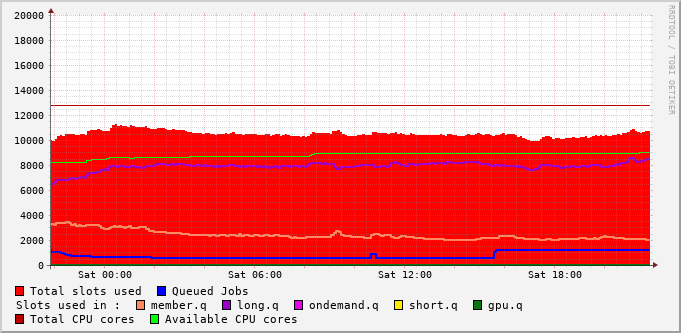 20000
18000
16000
14000
12000
10000
8000
6000
4000
2000
0
Sat 00:00 Sat 06:00 Sat 12:00 Sat 18:00
RRDTOOL / TOBI OETIKER
Total slots used Queued Jobs
Slots used in : member.q long.q ondemand.q short.q gpu.q
Total CPU cores Available CPU cores